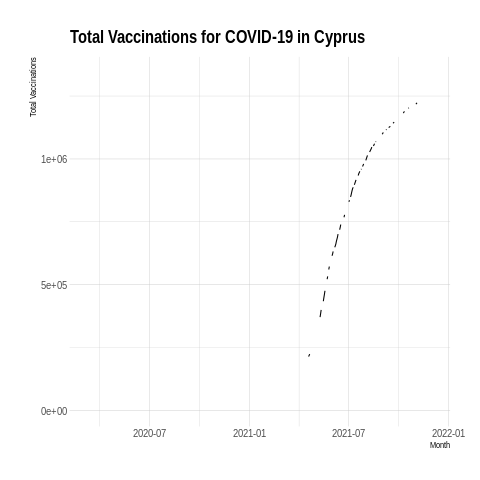 Total Vaccinations for COVID-19 in Cyprus
Total Vaccinations
1e+06
5e+05
0e+00
2020-07
2021-01
2021-07
2022-01
Month